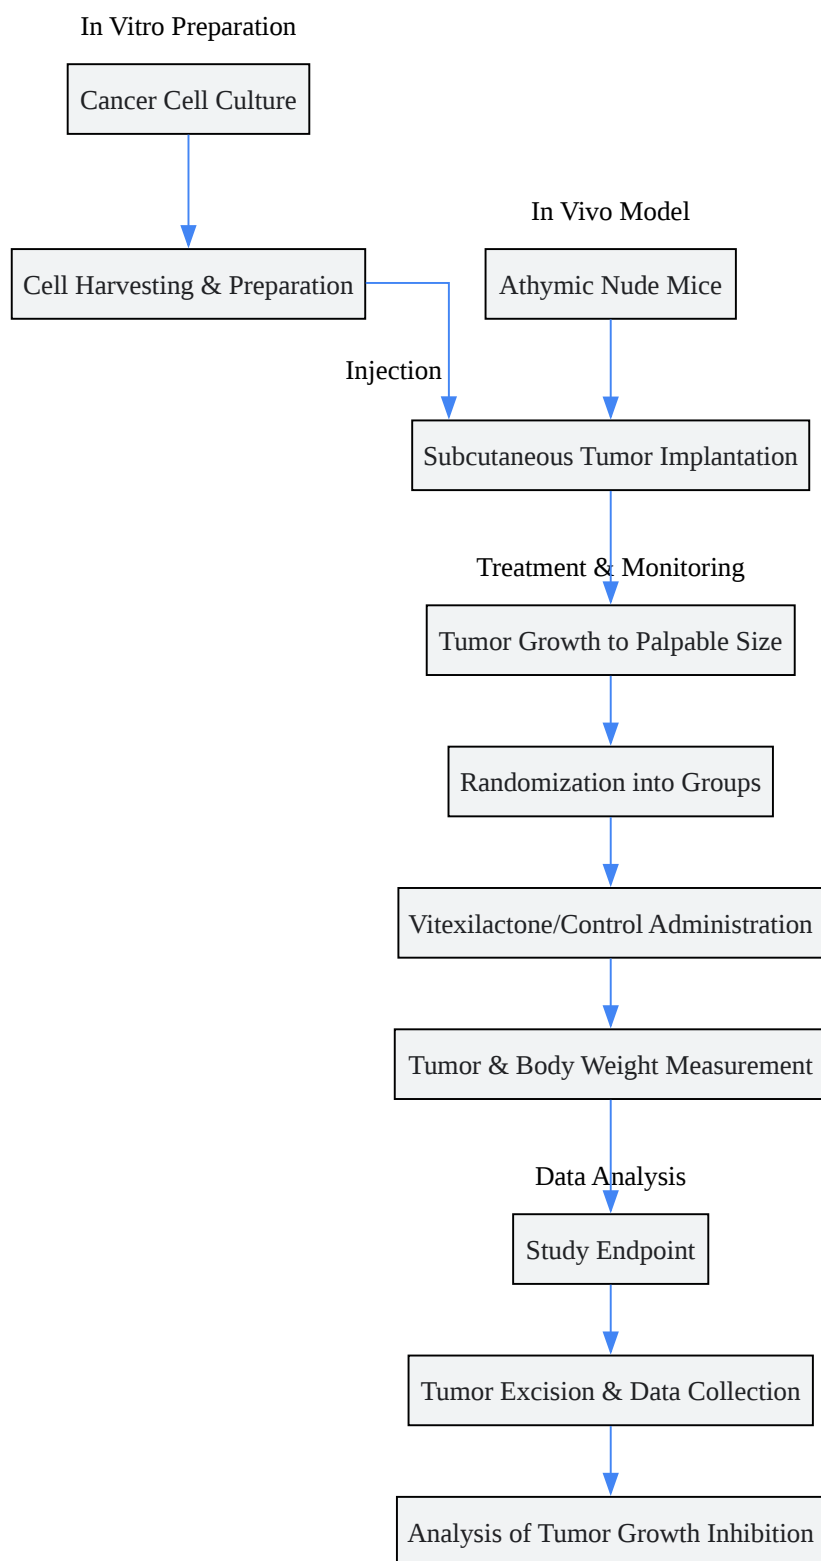 In Vitro Preparation
Cancer Cell Culture
In Vivo Model
Cell Harvesting & Preparation
Athymic Nude Mice
Injection
Subcutaneous Tumor Implantation
Treatment & Monitoring
Tumor Growth to Palpable Size
Randomization into Groups
Vitexilactone/Control Administration
Tumor & Body Weight Measurement
Data Analysis
Study Endpoint
Tumor Excision & Data Collection
Analysis of Tumor Growth Inhibition